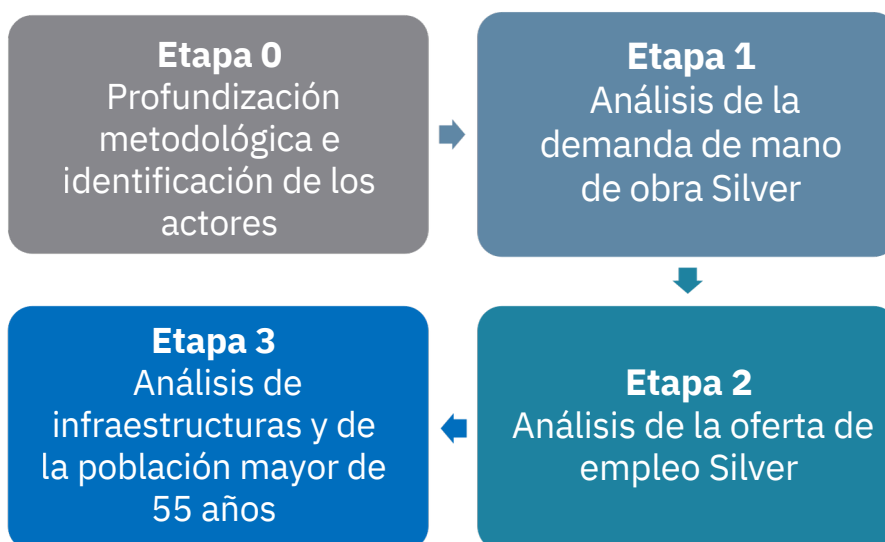 Etapa 0
Profundización
metodológica e
identificación de los
actores
Etapa 1
Análisis de la
demanda de mano
de obra Silver
Etapa 2
Análisis de la oferta de
empleo Silver
Etapa 3
Análisis de
infraestructuras y de
la población mayor de
55 años